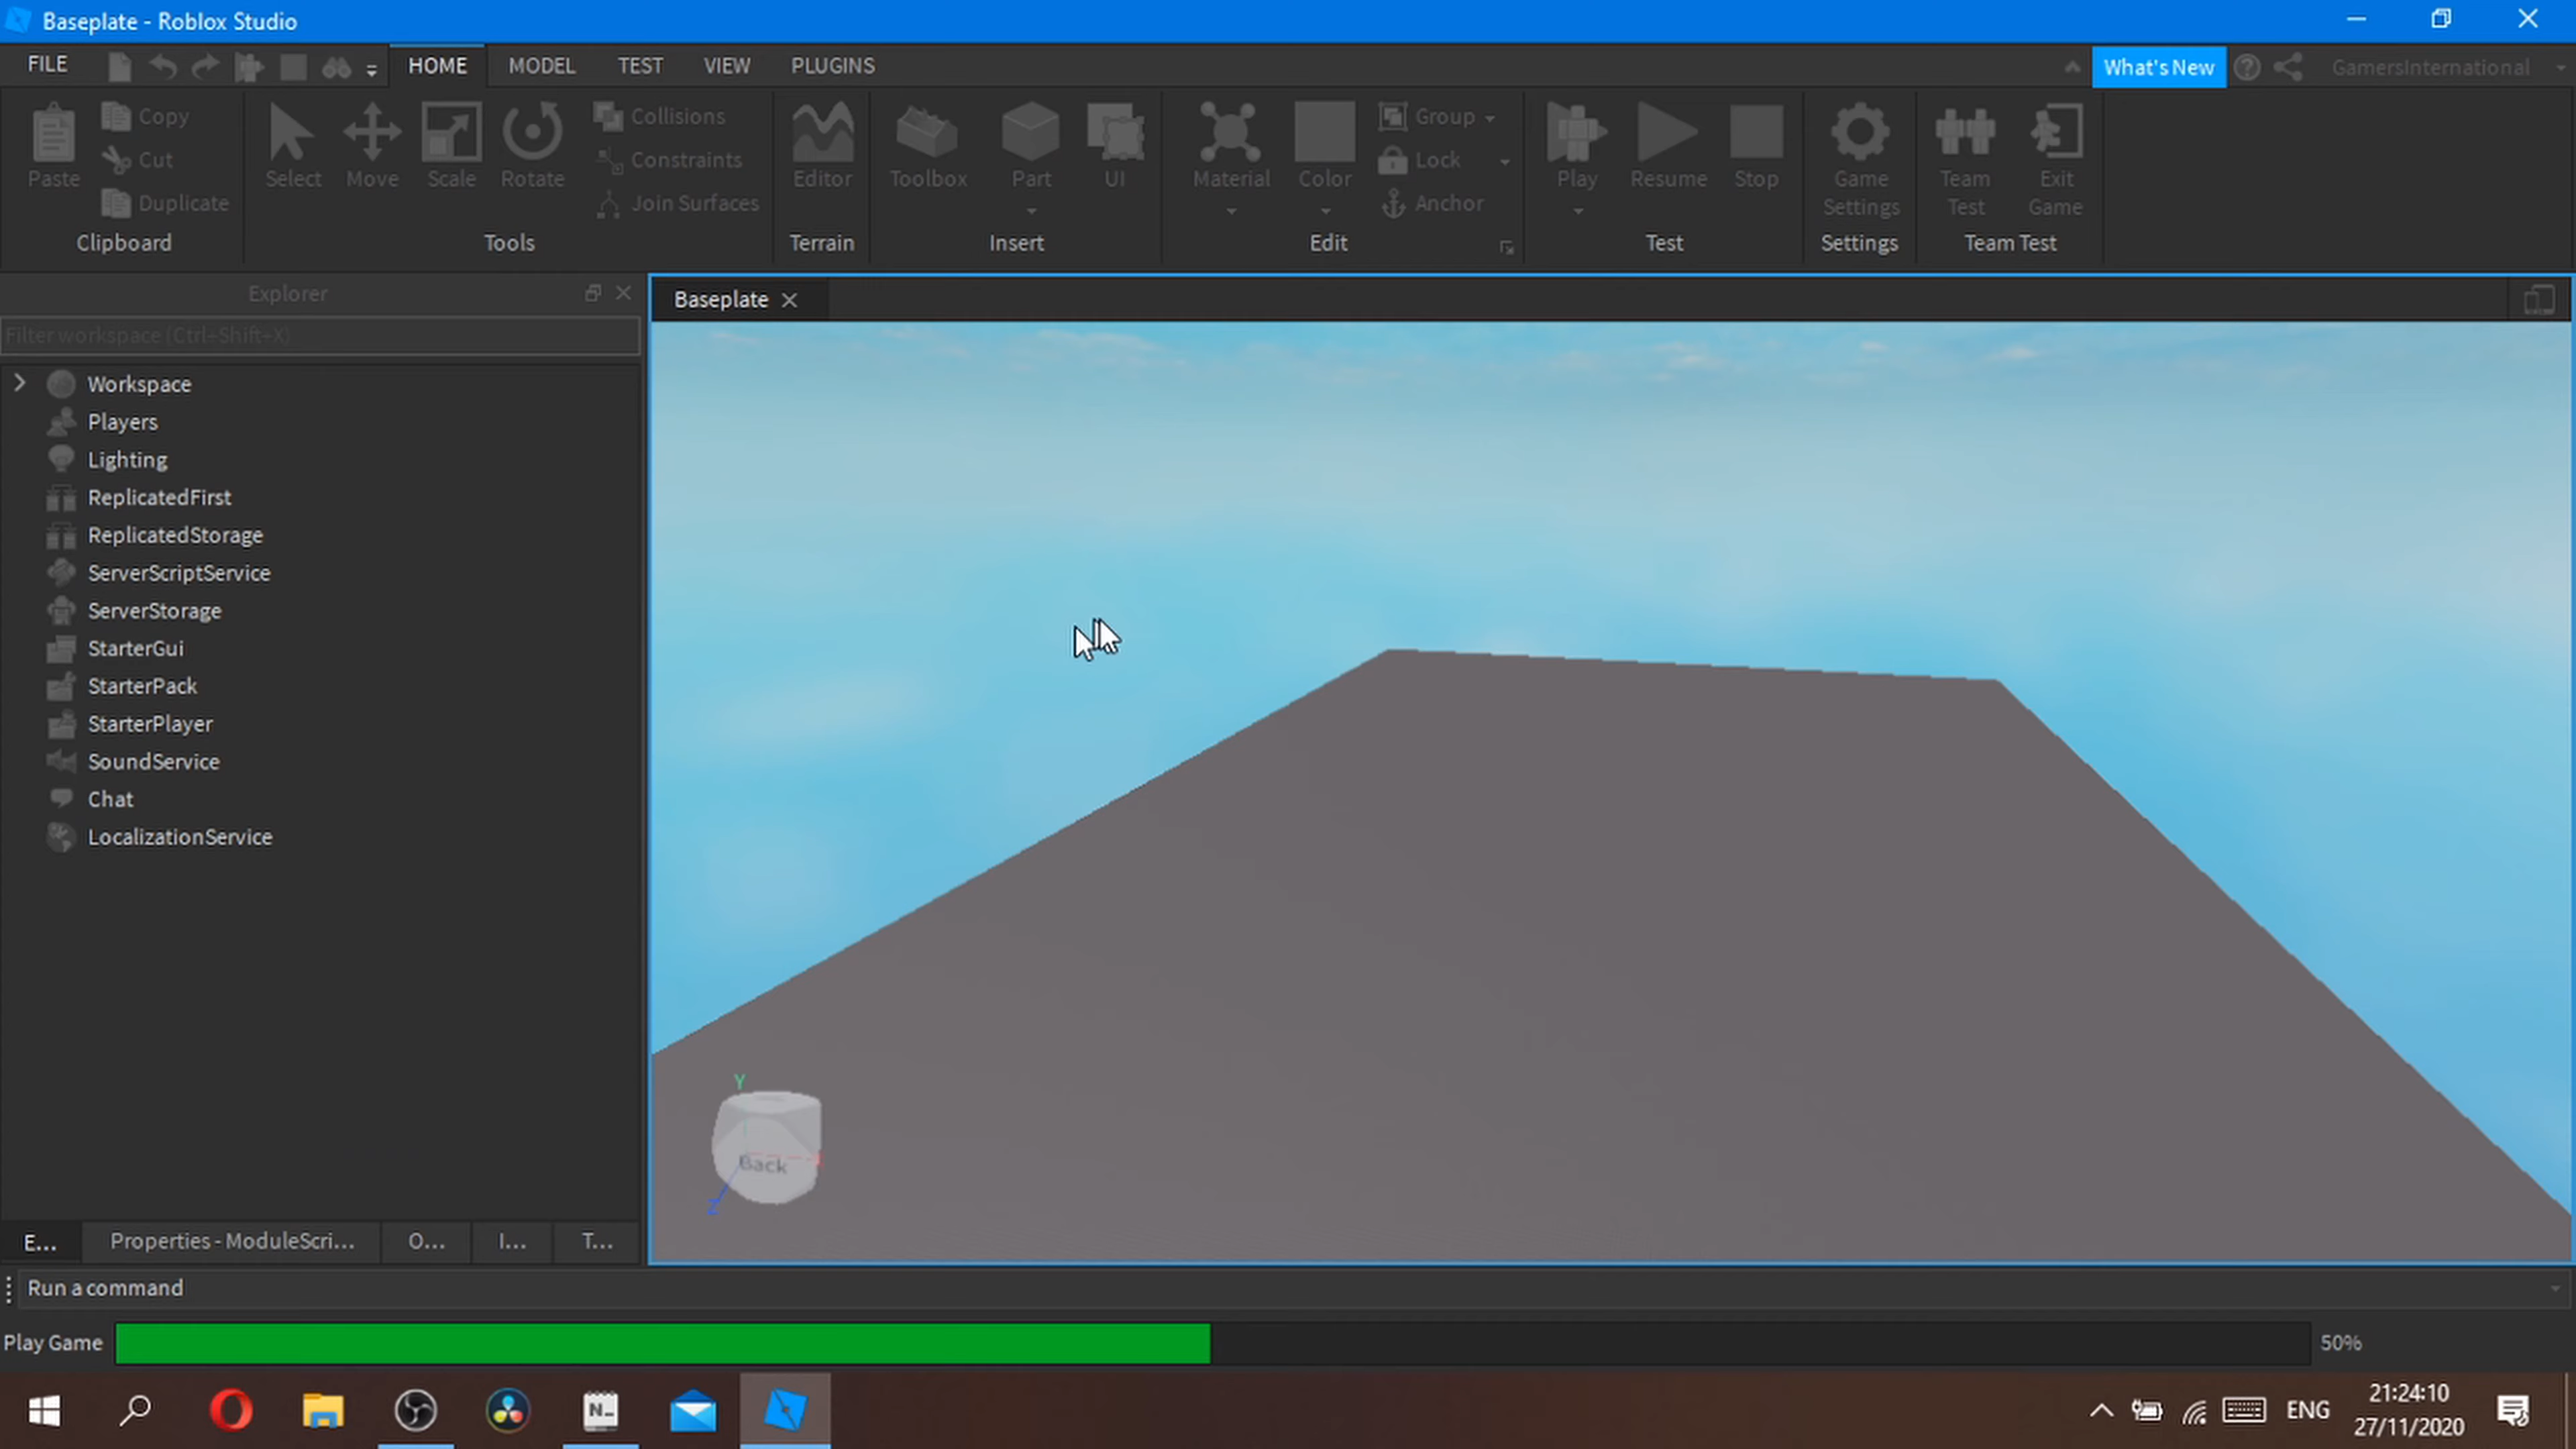 Baseplate - Roblox Studio
FILE HOME MODEL TEST VIEW PLUGINS What's New GamersInternational
Paste Copy Cut Duplicate
Clipboard
Select Move Scale Rotate Collisions Constraints Join Surfaces
Tools
Editor
Terrain
Toolbox Part UI
Insert
Material Color Group Lock Anchor
Edit
Play Resume Stop
Test
Game Settings
Settings
Team Test Exit Game
Team Test
Explorer
Filter workspace (Ctrl+Shift+X)
Workspace
Players
Lighting
ReplicatedFirst
ReplicatedStorage
ServerScriptService
ServerStorage
StarterGui
StarterPack
StarterPlayer
SoundService
Chat
LocalizationService
Baseplate
Y
Back
Z
E... Properties - ModuleScri... O... I... T...
Run a command
Play Game 50%
N_
ENG
21:24:10
27/11/2020